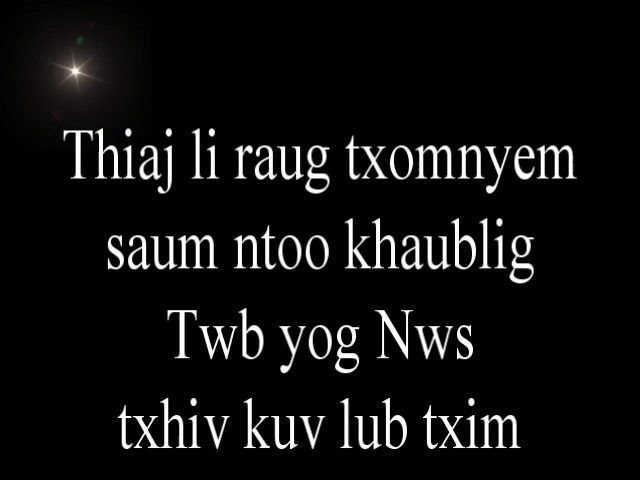 Thiaj li raug txomnyem
saum ntoo khaublig
Twb yog Nws
txhiv kuv lub txim